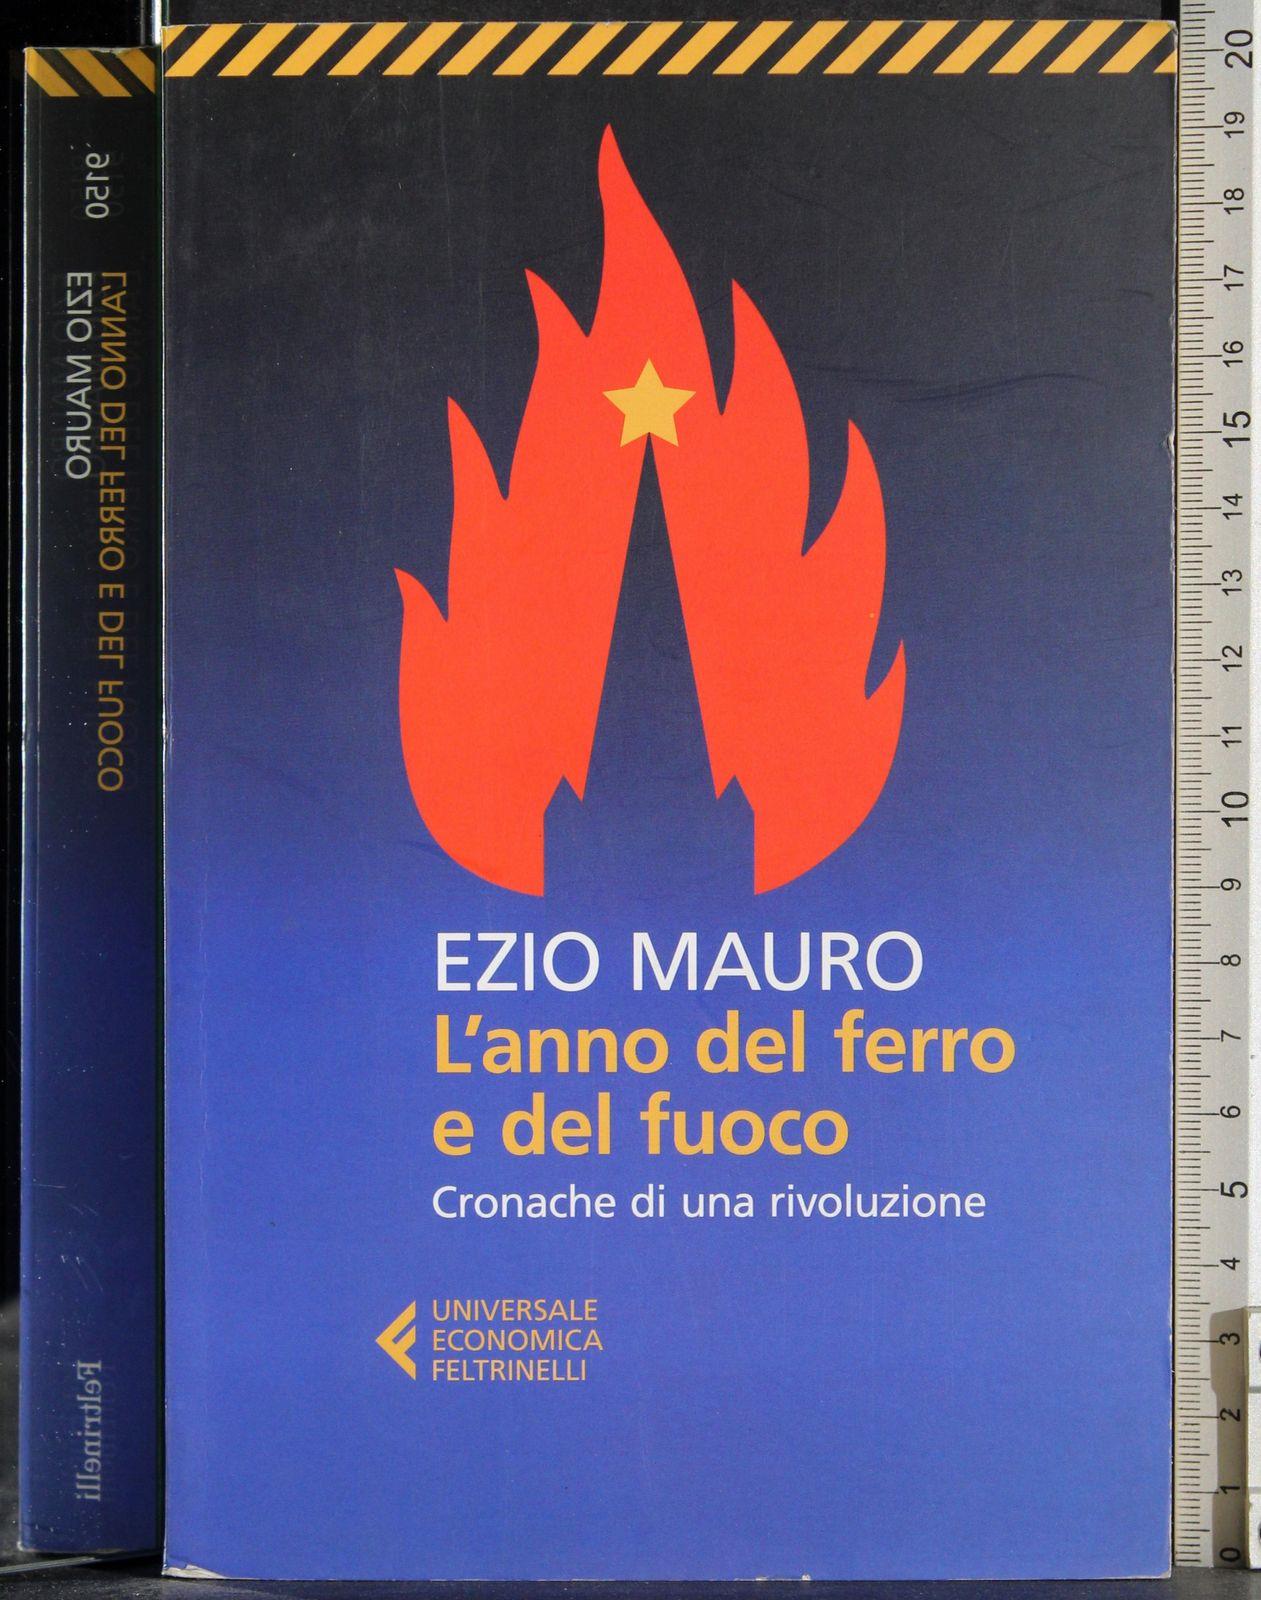 EZIO MAURO
L'anno del ferro
e del fuoco
Cronache di una rivoluzione
UNIVERSALE
ECONOMICA
FELTRINELLI
EZIO MAURO
L'ANNO DEL FERRO E DEL FUOCO
Feltrinelli
20
19
18
17
16
15
14
13
12
11
10
9
8
7
6
5
4
3
2
1
0